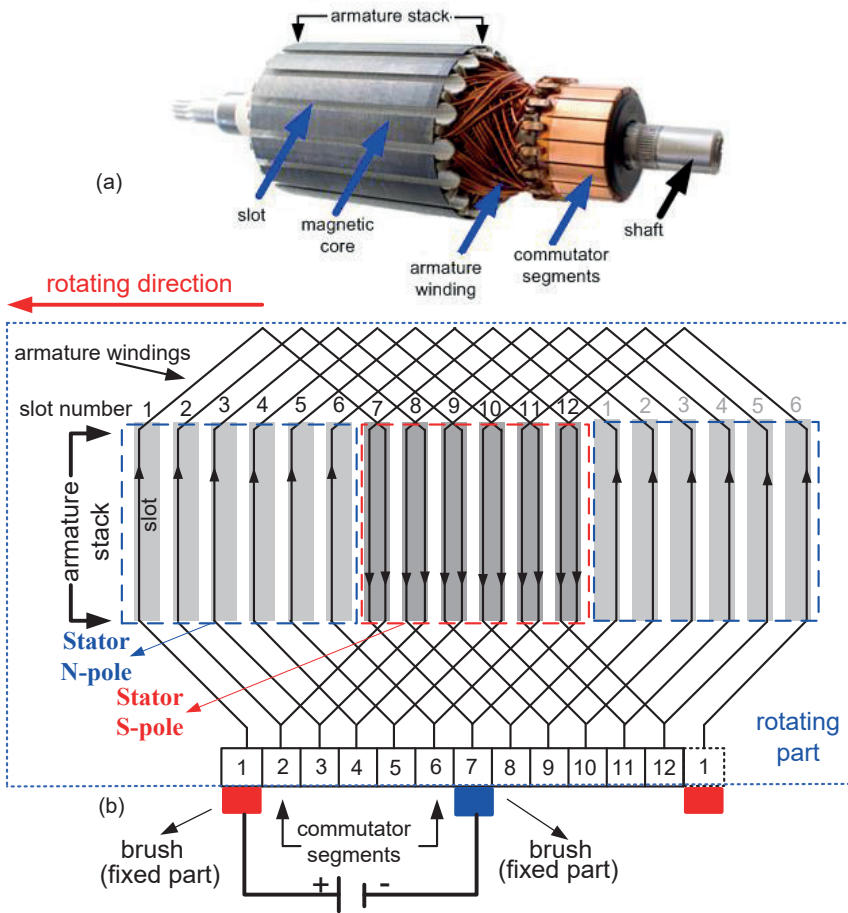 armature stack
(a)
slot
magnetic
core
armature
winding
commutator
segments
shaft
rotating direction
armature windings
slot number 1 2 3 4 5 6 7 8 9 10 11 12 1 2 3 4 5 6
armature
stack
slot
Stator
N-pole
Stator
S-pole
rotating
part
1 2 3 4 5 6 7 8 9 10 11 12 1
(b)
brush
(fixed part)
commutator
segments
brush
(fixed part)
+ -